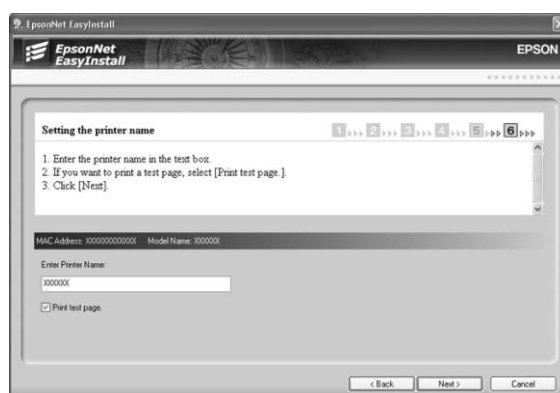 EpsonNet EasyInstall
EpsonNet
EasyInstall
EPSON
Setting the printer name
1 2 3 4 5 6
1. Enter the printer name in the text box.
2. If you want to print a test page, select [Print test page.].
3. Click [Next].
MAC Address: XXXXXXXXXXXX Model Name: XXXXXX
Enter Printer Name:
XXXXXX
Print test page.
< Back Next > Cancel